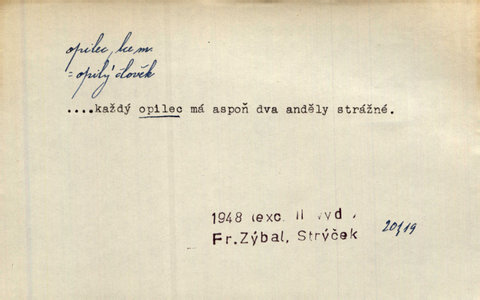 opilec, lce, m.
= opilý člověk
....každý opilec má aspoň dva anděly strážné.
1948 (exc. II vyd.
Fr.Zýbal, Strýček
20/19